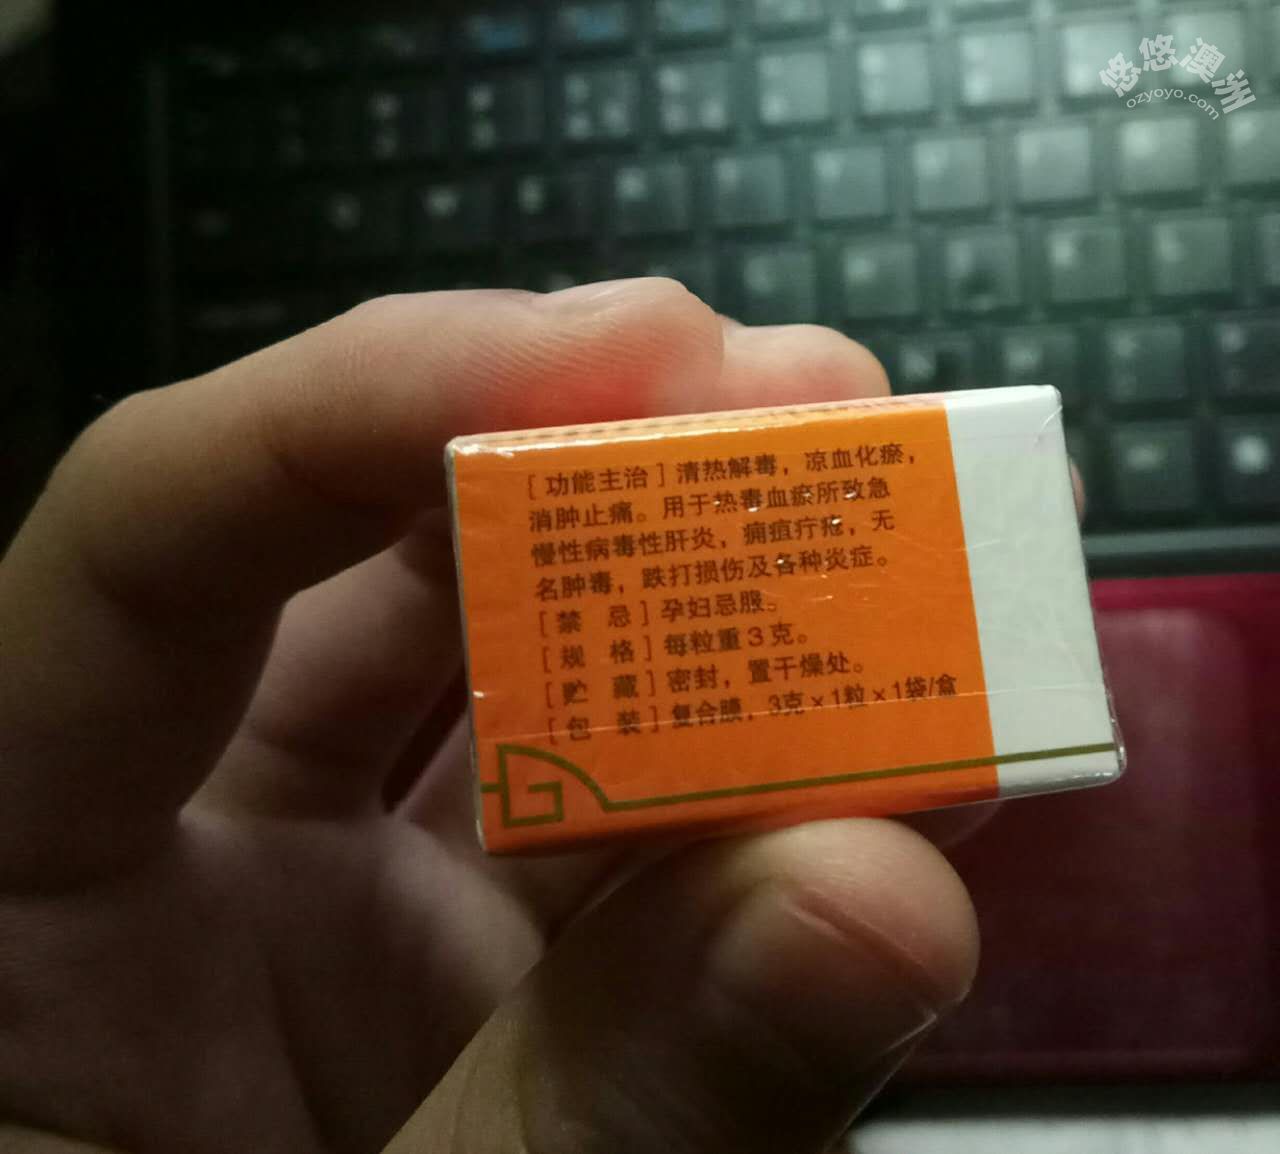 悠悠澳洲
ozyoyo.com
[功能主治]清热解毒，凉血化瘀，
消肿止痛。用于热毒血瘀所致急
慢性病毒性肝炎，痈疽疔疮，无
名肿毒，跌打损伤及各种炎症。
[禁 忌]孕妇忌服。
[规 格]每粒重3克。
[贮 藏]密封，置干燥处。
[包 装]复合膜，3克×1粒×1袋/盒